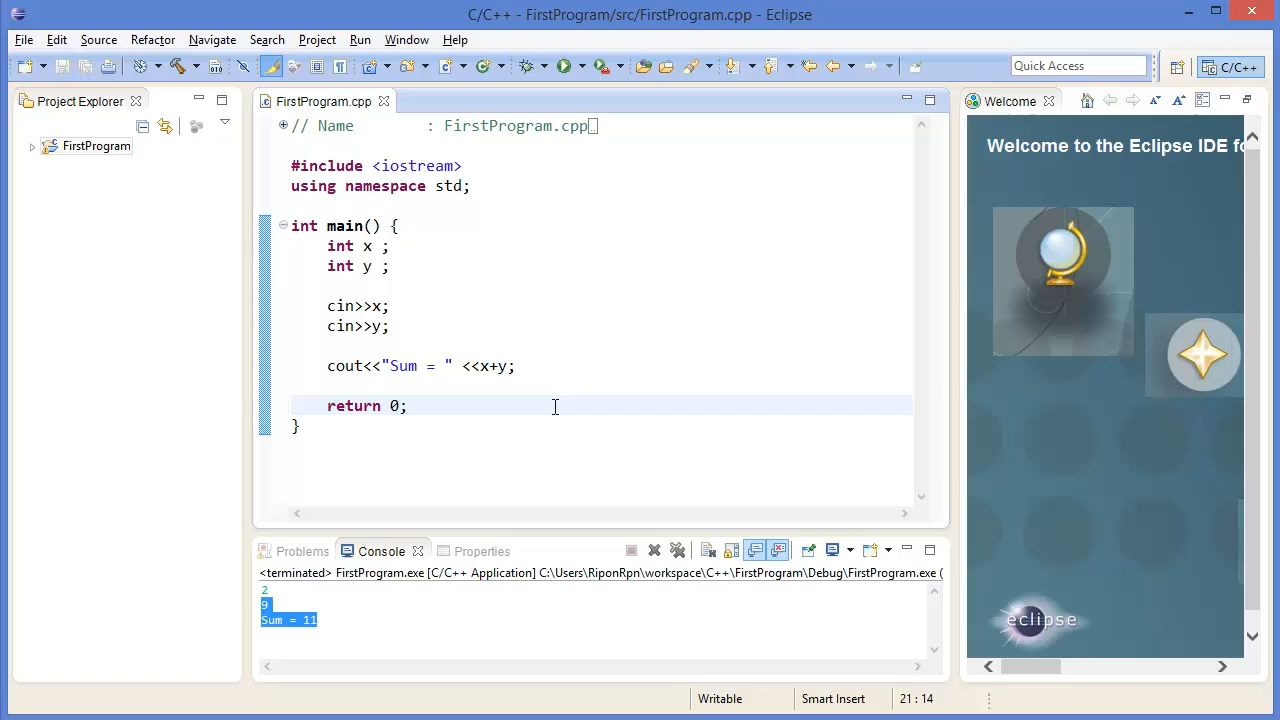 C/C++ - FirstProgram/src/FirstProgram.cpp - Eclipse
File Edit Source Refactor Navigate Search Project Run Window Help
Quick Access
C/C++
Project Explorer
FirstProgram
FirstProgram.cpp
// Name        : FirstProgram.cpp
#include <iostream>
using namespace std;
int main() {
    int x ;
    int y ;
    cin>>x;
    cin>>y;
    cout<<"Sum = " <<x+y;
    return 0;
}
Welcome
Welcome to the Eclipse IDE fo
eclipse
Problems Console Properties
<terminated> FirstProgram.exe [C/C++ Application] C:\Users\RiponRpn\workspace\C++\FirstProgram\Debug\FirstProgram.exe (
2
9
Sum = 11
Writable Smart Insert 21 : 14